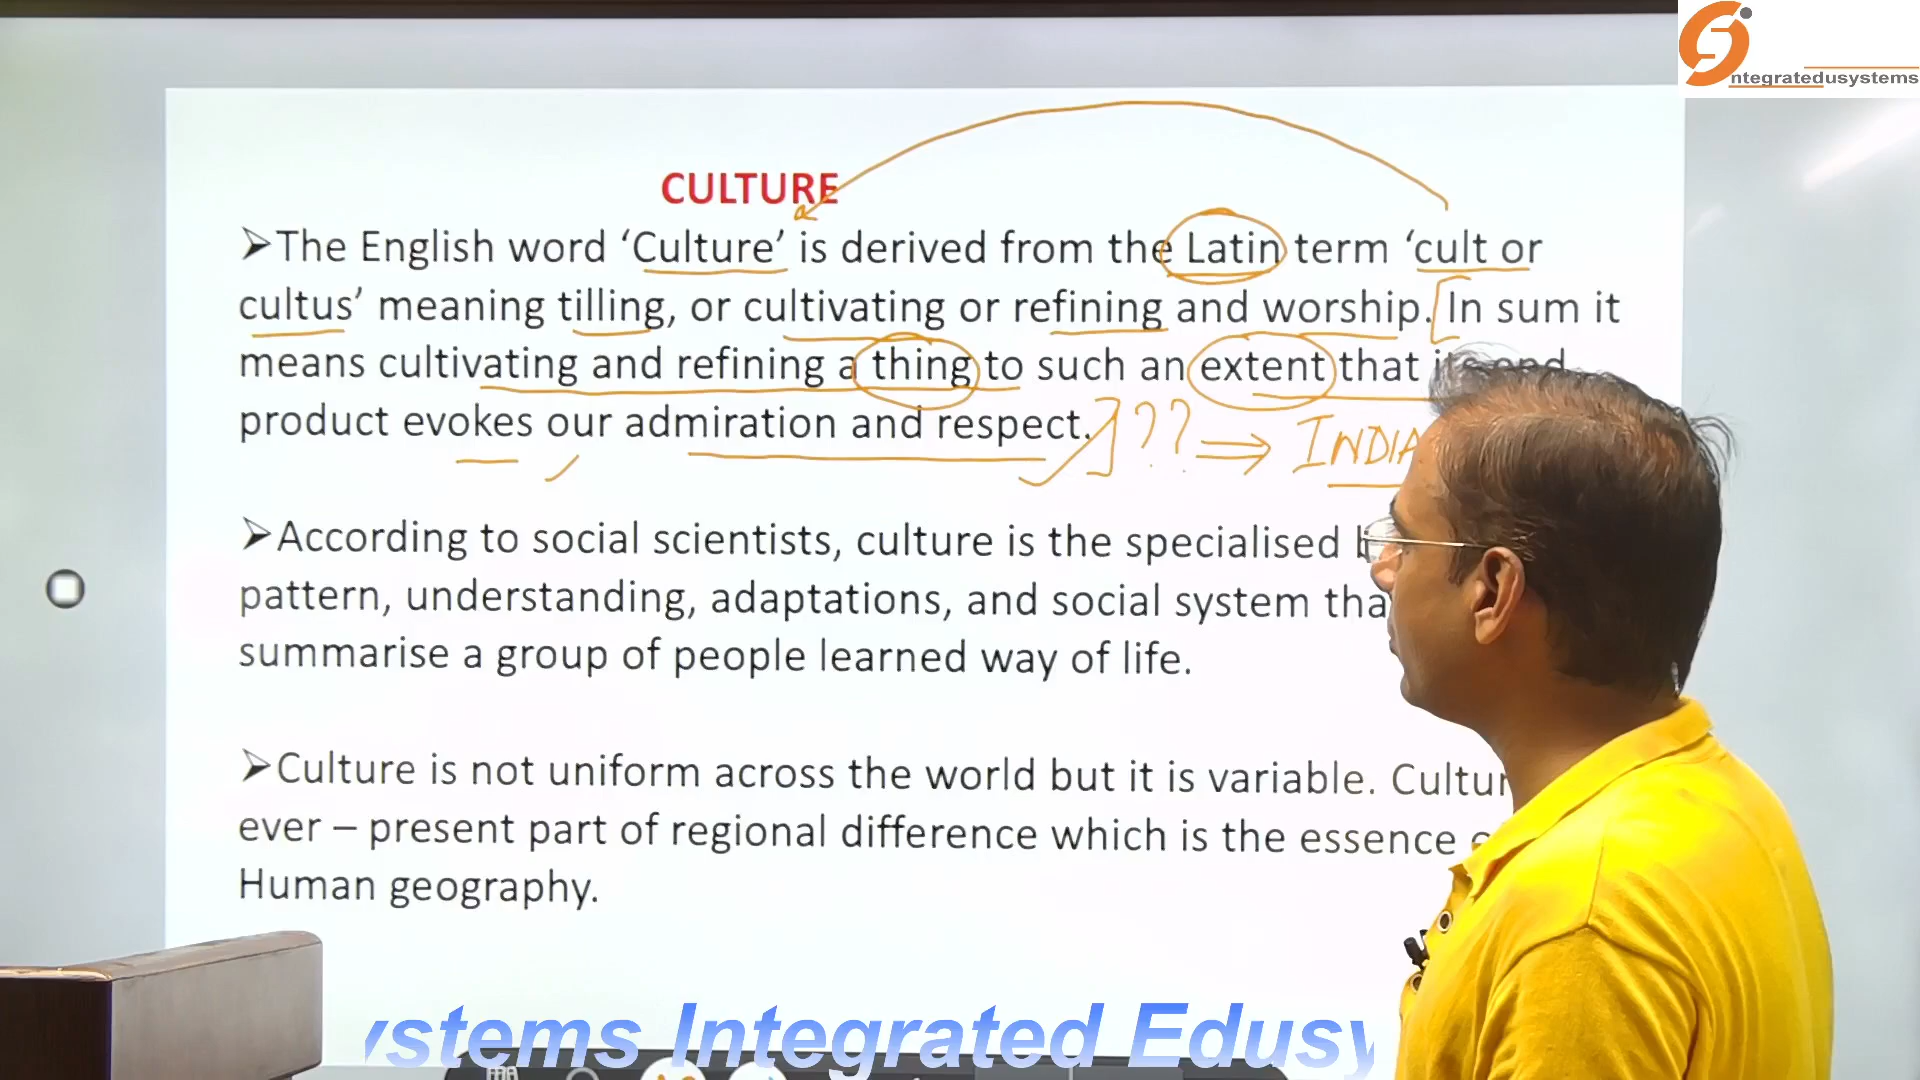 ntegratedusystems
CULTURE
➢The English word ‘Culture’ is derived from the Latin term ‘cult or
cultus’ meaning tilling, or cultivating or refining and worship. [In sum it
means cultivating and refining a thing to such an extent that its end
product evokes our admiration and respect.] ?? ⇒ INDIA
➢According to social scientists, culture is the specialised
pattern, understanding, adaptations, and social system tha
summarise a group of people learned way of life.
➢Culture is not uniform across the world but it is variable. Cultur
ever – present part of regional difference which is the essence
Human geography.
ystems Integrated Edusy